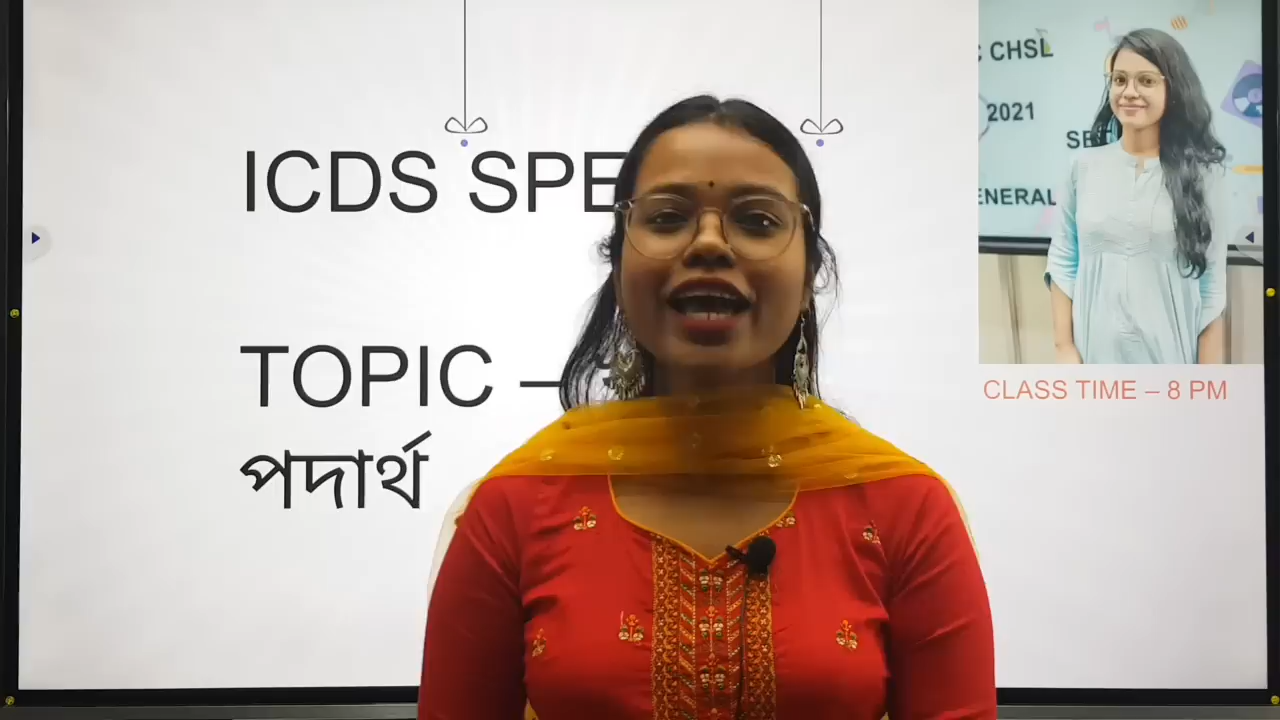 ICDS SPE
TOPIC –
পদার্থ
CHSL
2021
SE
ENERAL
CLASS TIME – 8 PM